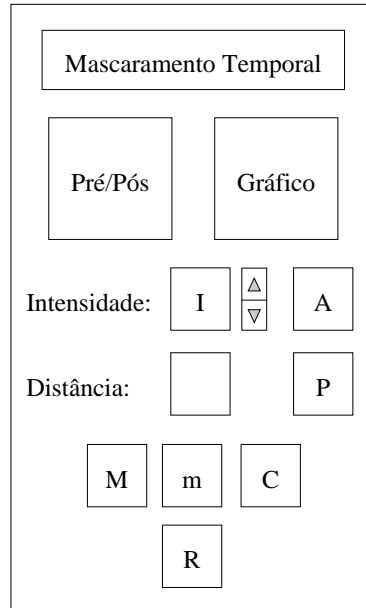 Mascaramento Temporal
Pré/Pós Gráfico
Intensidade: I A
Distância: P
M m C
R